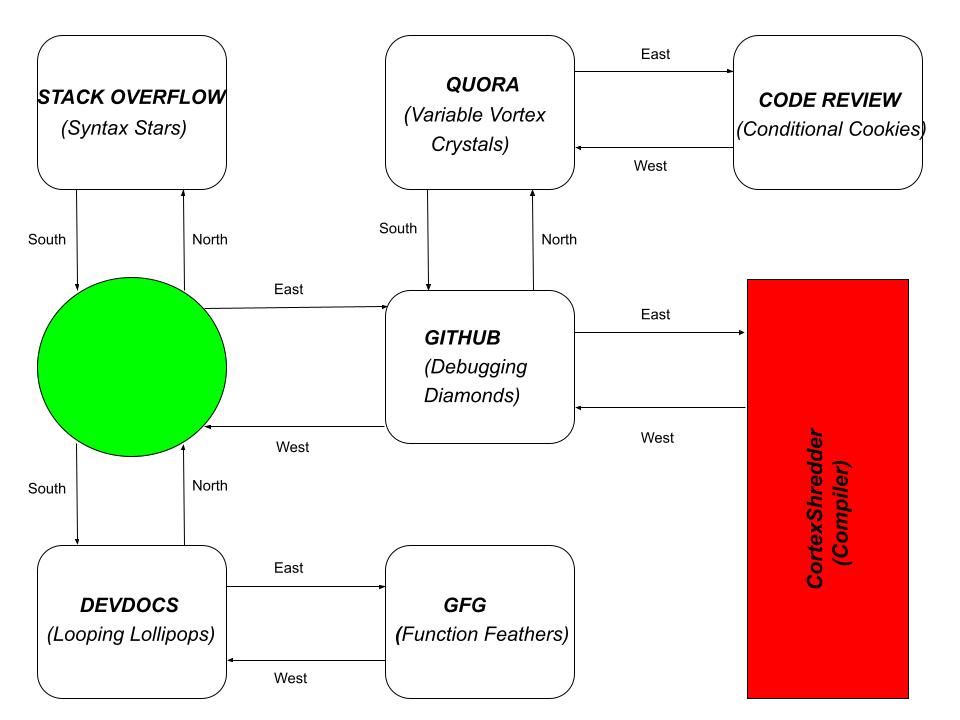 STACK OVERFLOW
(Syntax Stars)
QUORA
(Variable Vortex
Crystals)
East
West
CODE REVIEW
(Conditional Cookies)
South
North
South
North
East
West
GITHUB
(Debugging
Diamonds)
East
West
CortexShredder
(Compiler)
South
North
DEVDOCS
(Looping Lollipops)
East
West
GFG
(Function Feathers)